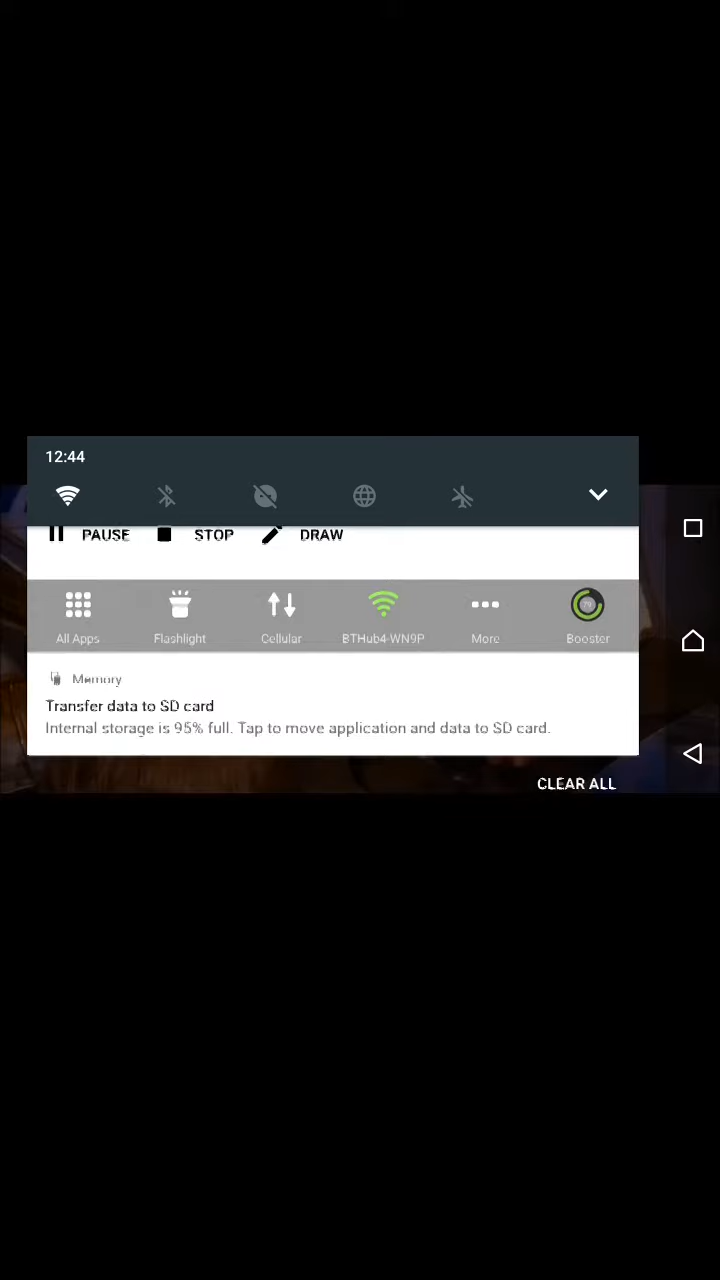 12:44
PAUSE STOP DRAW
All Apps Flashlight Cellular BTHub4-WN9P More Booster
Memory
Transfer data to SD card
Internal storage is 95% full. Tap to move application and data to SD card.
CLEAR ALL